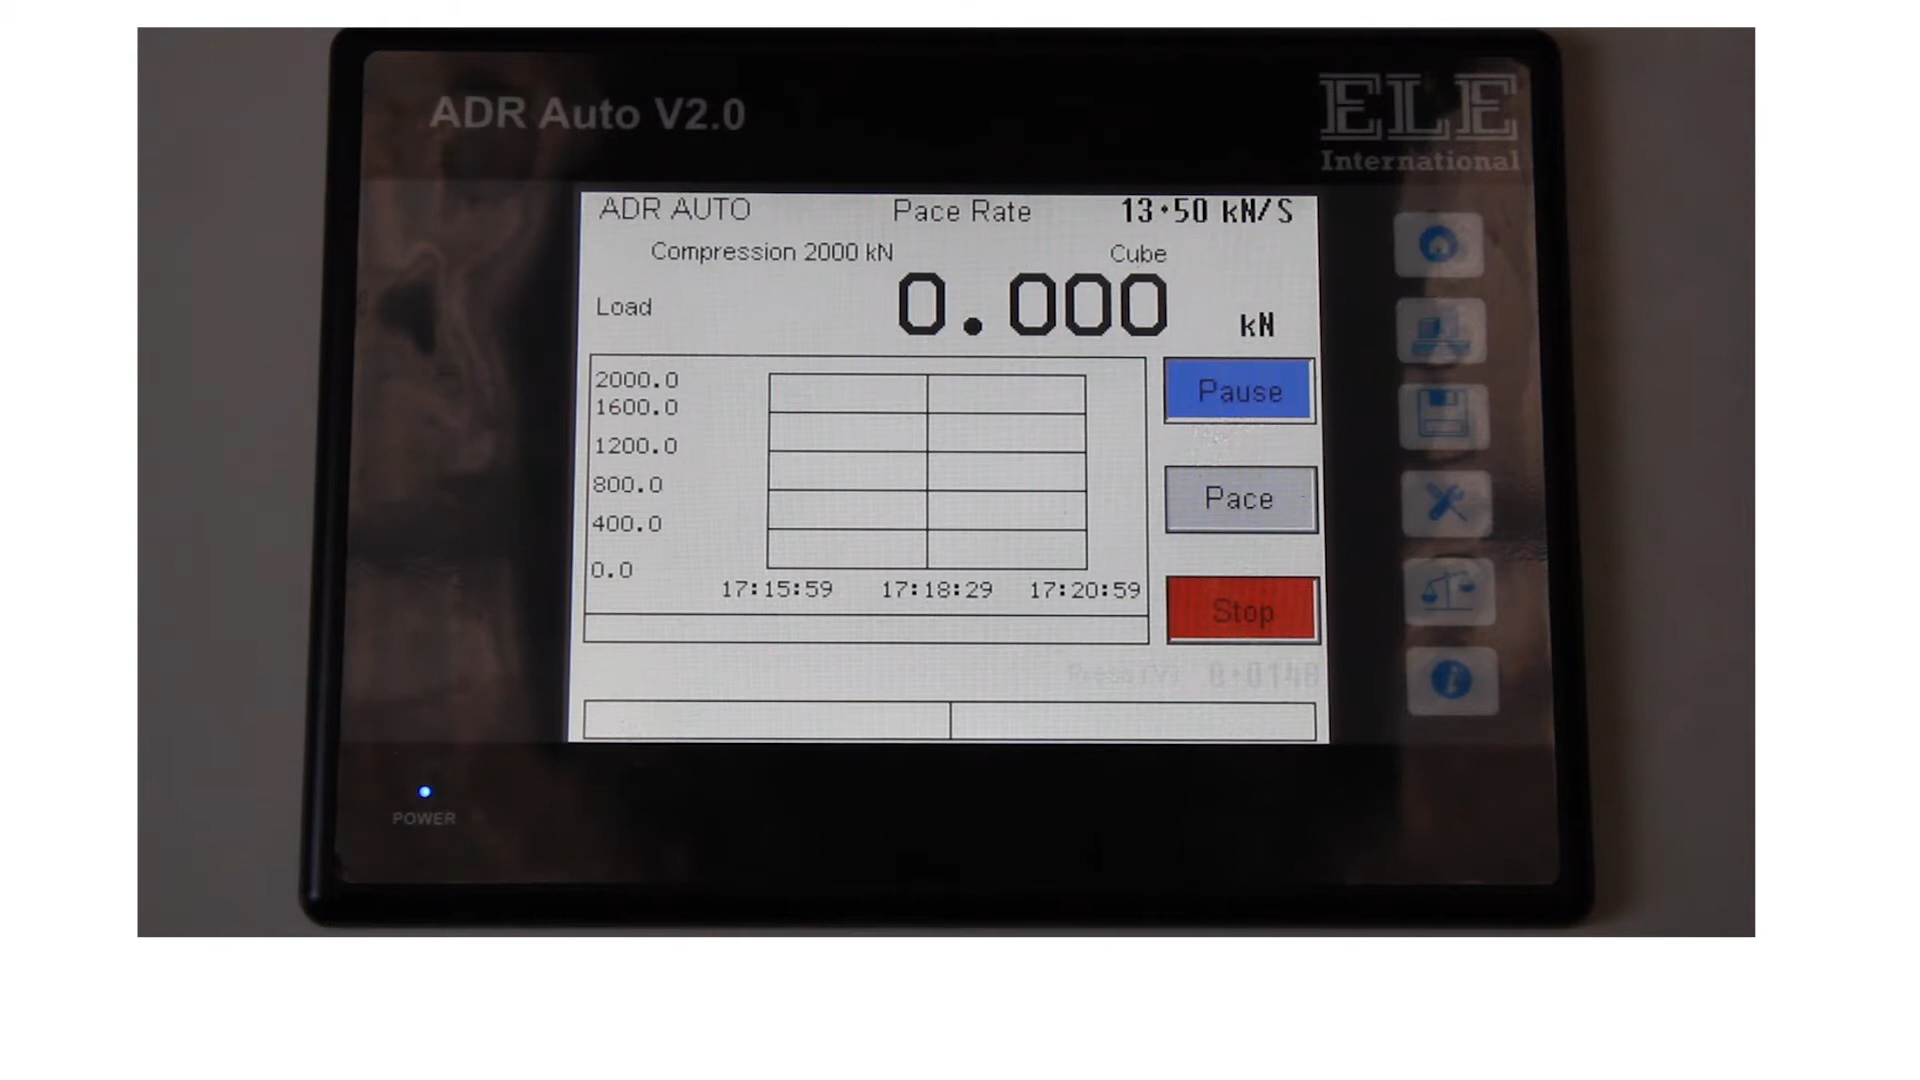 ADR Auto V2.0
ELE
International
ADR AUTO Pace Rate 13.50 kN/S
Compression 2000 kN Cube
Load 0.000 kN
2000.0
1600.0
1200.0
800.0
400.0
0.0
17:15:59 17:18:29 17:20:59
Pause
Pace
Stop
POWER